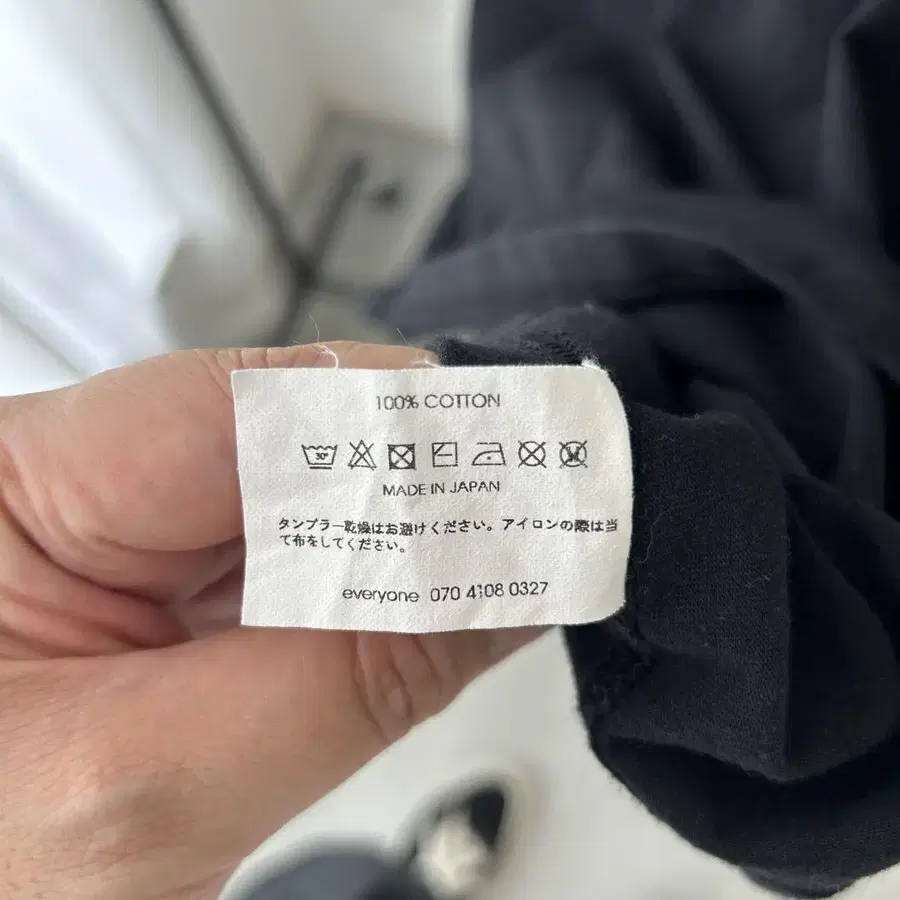 100% COTTON
30°
W
MADE IN JAPAN
タンブラー乾燥はお避けください。アイロンの際は当
て布をしてください。
everyone 070 4108 0327